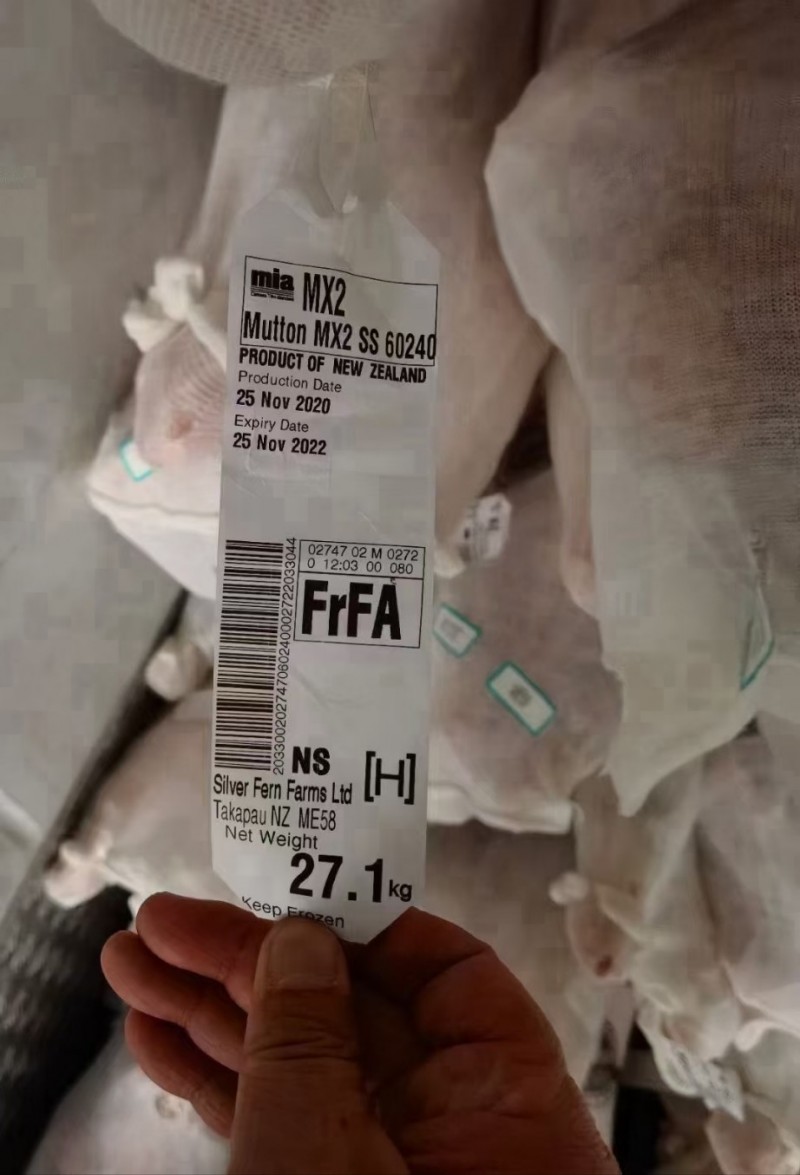 mia MX2
Mutton MX2 SS 60240
PRODUCT OF NEW ZEALAND
Production Date
25 Nov 2020
Expiry Date
25 Nov 2022
02747 02 M 0272
0 12:03 00 080
FrFA
NS [H]
Silver Fern Farms Ltd
Takapau NZ ME58
Net Weight
27.1kg
Keep Frozen